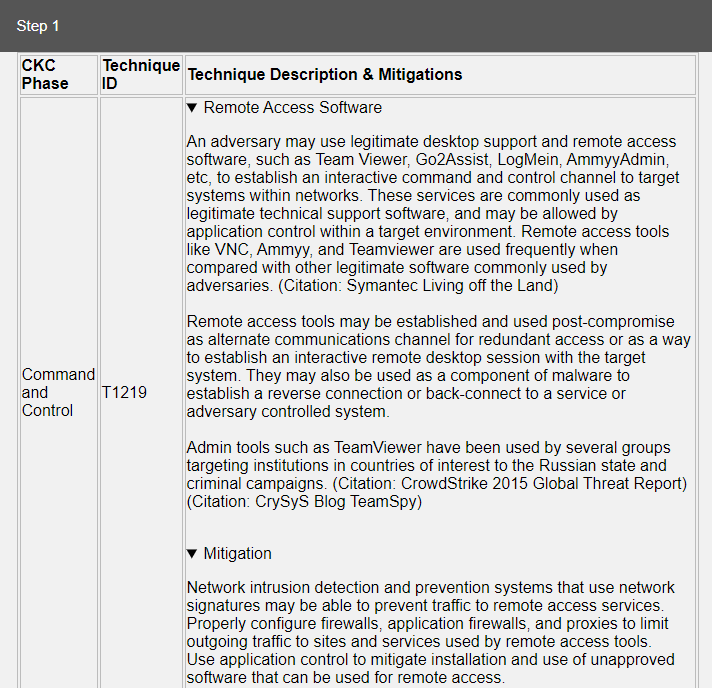 Step 1
CKC Phase
Technique ID
Technique Description & Mitigations
Command and Control
T1219
▼ Remote Access Software
An adversary may use legitimate desktop support and remote access
software, such as Team Viewer, Go2Assist, LogMein, AmmyyAdmin,
etc, to establish an interactive command and control channel to target
systems within networks. These services are commonly used as
legitimate technical support software, and may be allowed by
application control within a target environment. Remote access tools
like VNC, Ammyy, and Teamviewer are used frequently when
compared with other legitimate software commonly used by
adversaries. (Citation: Symantec Living off the Land)
Remote access tools may be established and used post-compromise
as alternate communications channel for redundant access or as a way
to establish an interactive remote desktop session with the target
system. They may also be used as a component of malware to
establish a reverse connection or back-connect to a service or
adversary controlled system.
Admin tools such as TeamViewer have been used by several groups
targeting institutions in countries of interest to the Russian state and
criminal campaigns. (Citation: CrowdStrike 2015 Global Threat Report)
(Citation: CrySyS Blog TeamSpy)
▼ Mitigation
Network intrusion detection and prevention systems that use network
signatures may be able to prevent traffic to remote access services.
Properly configure firewalls, application firewalls, and proxies to limit
outgoing traffic to sites and services used by remote access tools.
Use application control to mitigate installation and use of unapproved
software that can be used for remote access.